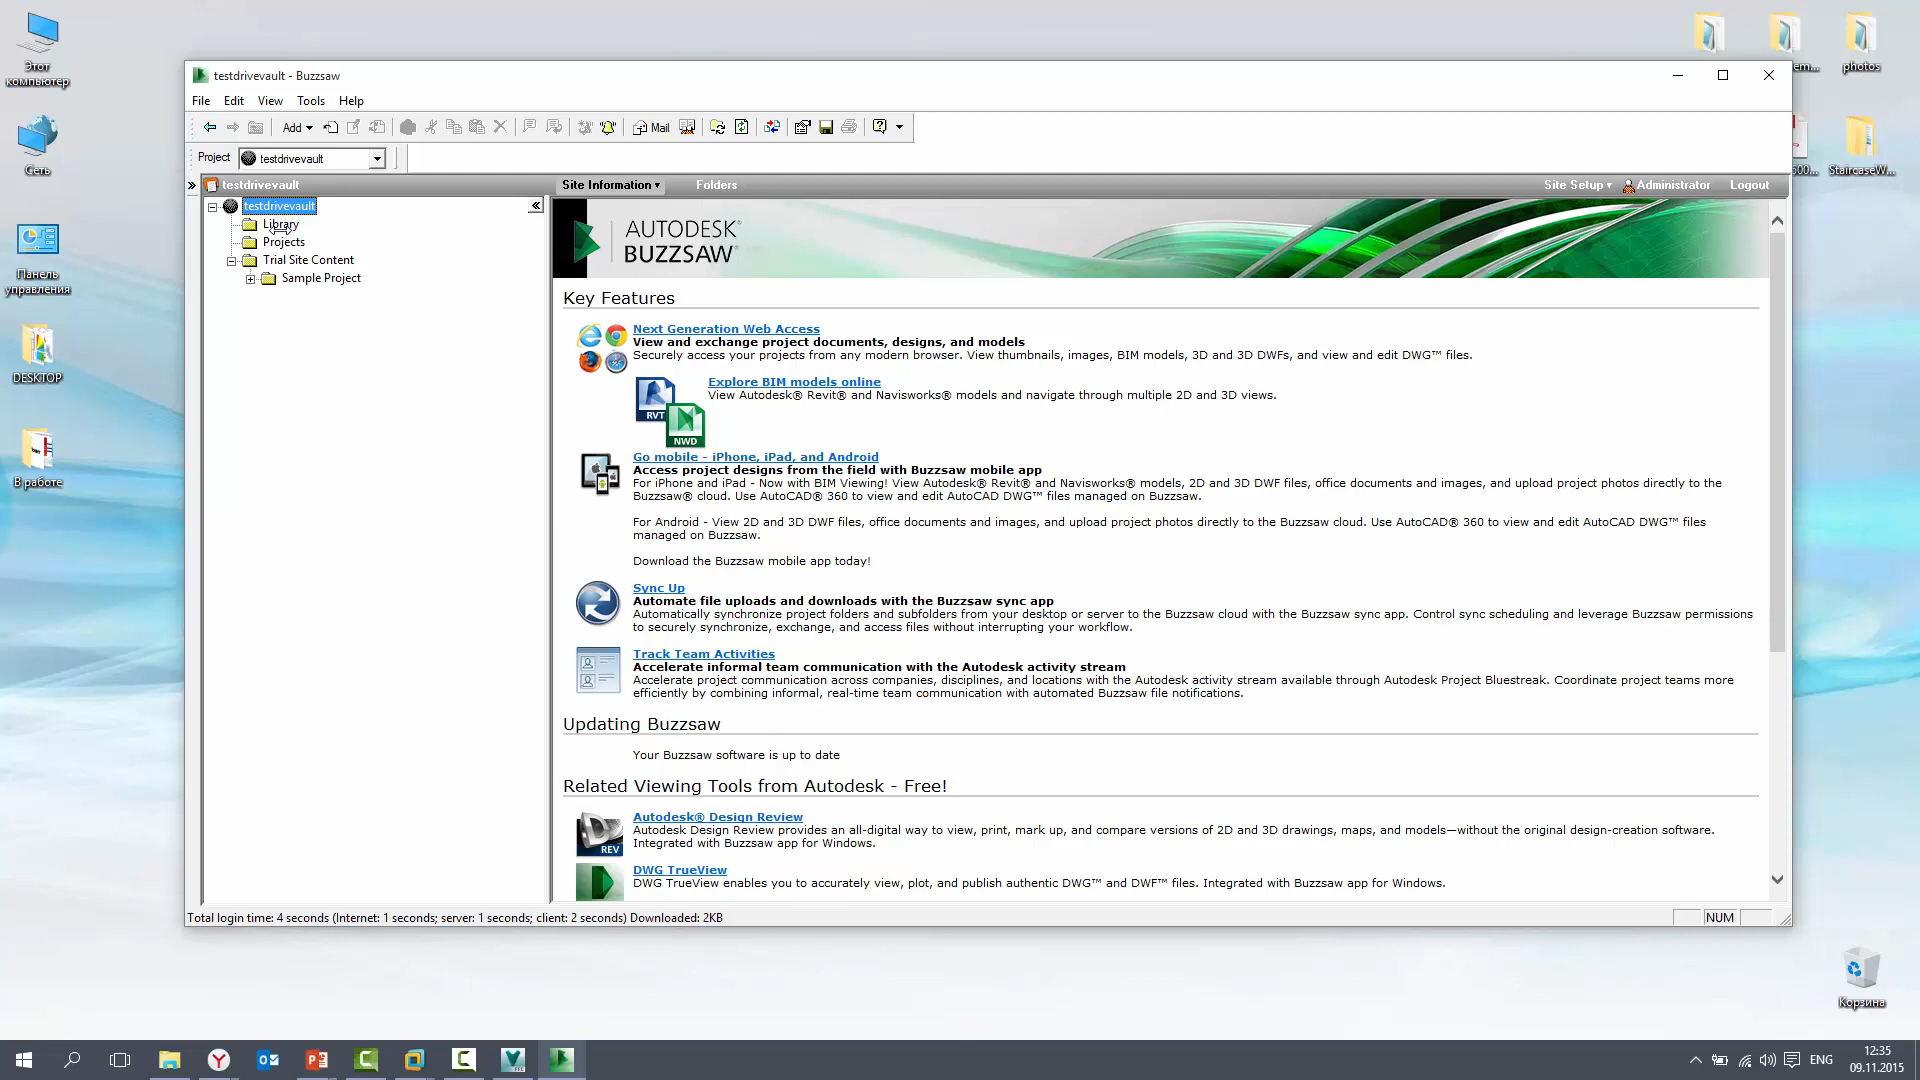 Этот компьютер
Сеть
Панель управления
DESKTOP
В работе
photos
StaircaseW...
Корзина
testdrivevault - Buzzsaw
File Edit View Tools Help
Add Mail
Project testdrivevault
testdrivevault Site Information Folders Site Setup Administrator Logout
testdrivevault
Library
Projects
Trial Site Content
Sample Project
AUTODESK®
BUZZSAW®
Key Features
Next Generation Web Access
View and exchange project documents, designs, and models
Securely access your projects from any modern browser. View thumbnails, images, BIM models, 3D and 3D DWFs, and view and edit DWG™ files.
Explore BIM models online
View Autodesk® Revit® and Navisworks® models and navigate through multiple 2D and 3D views.
RVT
NWD
Go mobile - iPhone, iPad, and Android
Access project designs from the field with Buzzsaw mobile app
For iPhone and iPad - Now with BIM Viewing! View Autodesk® Revit® and Navisworks® models, 2D and 3D DWF files, office documents and images, and upload project photos directly to the
Buzzsaw® cloud. Use AutoCAD® 360 to view and edit AutoCAD DWG™ files managed on Buzzsaw.
For Android - View 2D and 3D DWF files, office documents and images, and upload project photos directly to the Buzzsaw cloud. Use AutoCAD® 360 to view and edit AutoCAD DWG™ files
managed on Buzzsaw.
Download the Buzzsaw mobile app today!
Sync Up
Automate file uploads and downloads with the Buzzsaw sync app
Automatically synchronize project folders and subfolders from your desktop or server to the Buzzsaw cloud with the Buzzsaw sync app. Control sync scheduling and leverage Buzzsaw permissions
to securely synchronize, exchange, and access files without interrupting your workflow.
Track Team Activities
Accelerate informal team communication with the Autodesk activity stream
Accelerate project communication across companies, disciplines, and locations with the Autodesk activity stream available through Autodesk Project Bluestreak. Coordinate project teams more
efficiently by combining informal, real-time team communication with automated Buzzsaw file notifications.
Updating Buzzsaw
Your Buzzsaw software is up to date
Related Viewing Tools from Autodesk - Free!
Autodesk® Design Review
Autodesk Design Review provides an all-digital way to view, print, mark up, and compare versions of 2D and 3D drawings, maps, and models—without the original design-creation software.
Integrated with Buzzsaw app for Windows.
REV
DWG TrueView
DWG TrueView enables you to accurately view, plot, and publish authentic DWG™ and DWF™ files. Integrated with Buzzsaw app for Windows.
Total login time: 4 seconds (Internet: 1 seconds; server: 1 seconds; client: 2 seconds) Downloaded: 2KB
NUM
ENG
12:35
09.11.2015